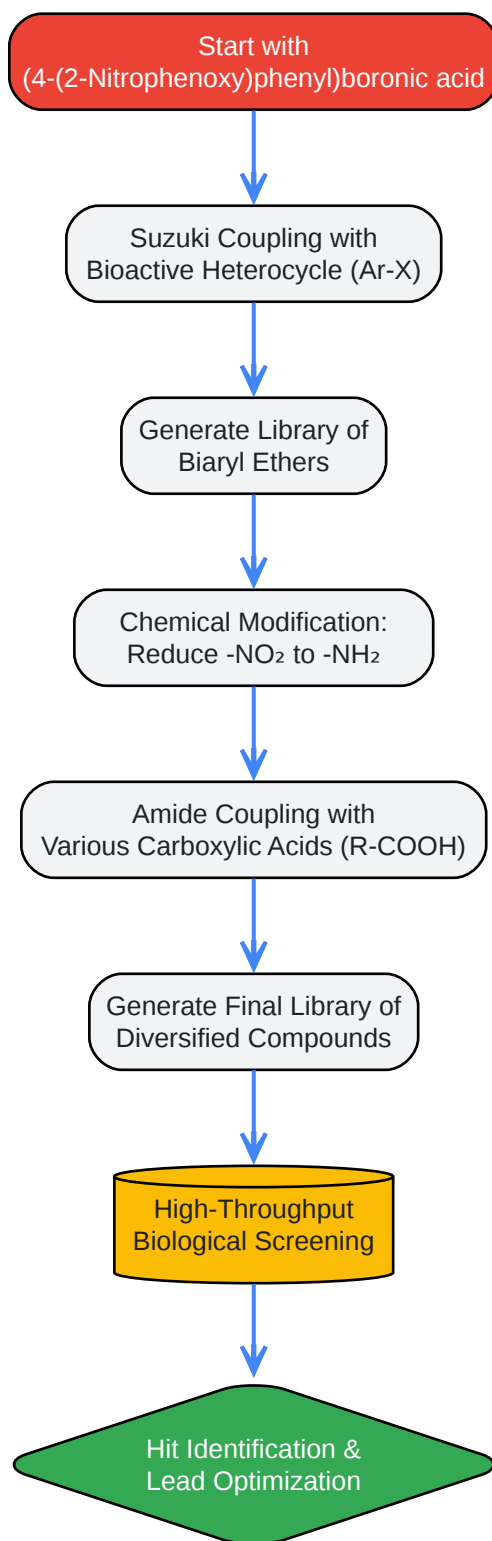 Start with
(4-(2-Nitrophenoxy)phenyl)boronic acid
Suzuki Coupling with
Bioactive Heterocycle (Ar-X)
Generate Library of
Biaryl Ethers
Chemical Modification:
Reduce -NO₂ to -NH₂
Amide Coupling with
Various Carboxylic Acids (R-COOH)
Generate Final Library of
Diversified Compounds
High-Throughput
Biological Screening
Hit Identification &
Lead Optimization